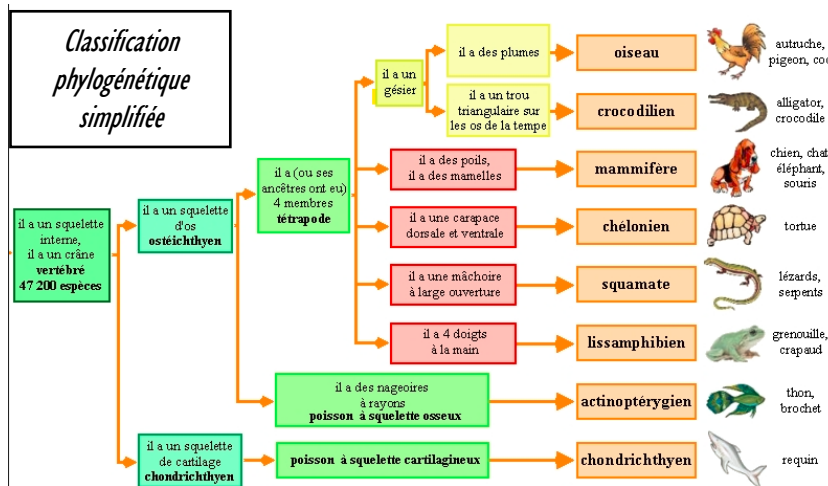 Classification
phylogénétique
simplifiée
il a un squelette
interne,
il a un crâne
vertébré
47 200 espèces
il a un squelette
d'os
ostéichthyen
il a un squelette
de cartilage
chondrichthyen
il a (ou ses
ancêtres ont eu)
4 membres
tétrapode
il a des nageoires
à rayons
poisson à squelette osseux
poisson à squelette cartilagineux
il a un
gésier
il a des plumes
il a un trou
triangulaire sur
les os de la tempe
il a des poils,
il a des mamelles
il a une carapace
dorsale et ventrale
il a une mâchoire
à large ouverture
il a 4 doigts
à la main
oiseau
autruche,
pigeon, coq
crocodilien
alligator,
crocodile
mammifère
chien, chat
éléphant,
souris
chélonien
tortue
squamate
lézards,
serpents
lissamphibien
grenouille,
crapaud
actinoptérygien
thon,
brochet
chondrichthyen
requin